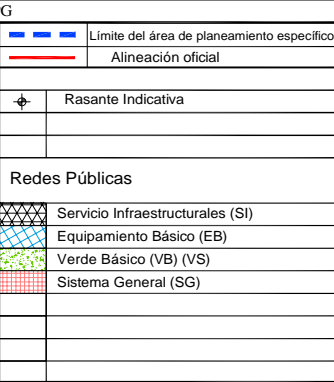 G
Límite del área de planeamiento específico
Alineación oficial
Rasante Indicativa
Redes Públicas
Servicio Infraestructurales (SI)
Equipamiento Básico (EB)
Verde Básico (VB) (VS)
Sistema General (SG)